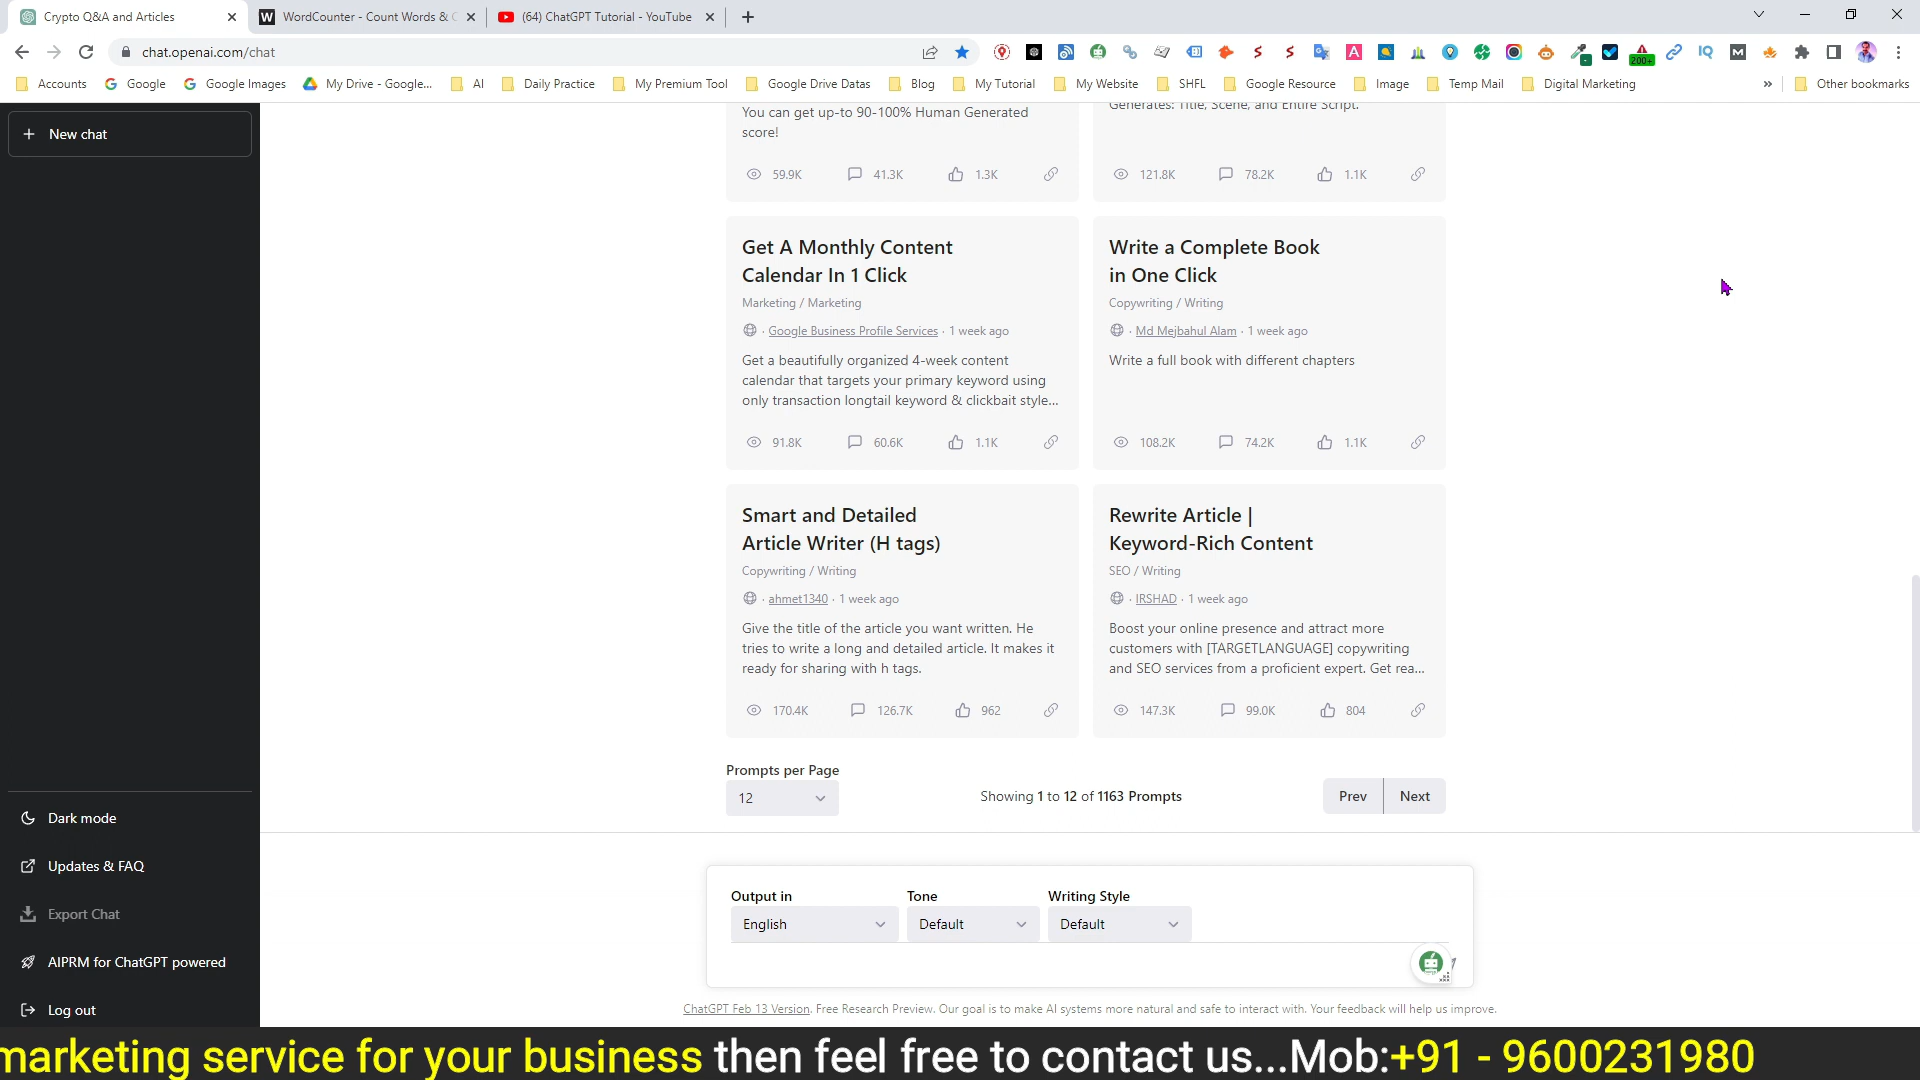 Crypto Q&A and Articles
WordCounter - Count Words & C
(64) ChatGPT Tutorial - YouTube
chat.openai.com/chat
200+
Accounts
Google
Google Images
My Drive - Google...
AI
Daily Practice
My Premium Tool
Google Drive Datas
Blog
My Tutorial
My Website
SHFL
Google Resource
Image
Temp Mail
Digital Marketing
»
Other bookmarks
New chat
You can get up-to 90-100% Human Generated
score!
59.9K 41.3K 1.3K
Generates: Title, Scene, and Entire Script.
121.8K 78.2K 1.1K
Get A Monthly Content
Calendar In 1 Click
Marketing / Marketing
· Google Business Profile Services · 1 week ago
Get a beautifully organized 4-week content
calendar that targets your primary keyword using
only transaction longtail keyword & clickbait style...
91.8K 60.6K 1.1K
Write a Complete Book
in One Click
Copywriting / Writing
· Md Mejbahul Alam · 1 week ago
Write a full book with different chapters
108.2K 74.2K 1.1K
Smart and Detailed
Article Writer (H tags)
Copywriting / Writing
· ahmet1340 · 1 week ago
Give the title of the article you want written. He
tries to write a long and detailed article. It makes it
ready for sharing with h tags.
170.4K 126.7K 962
Rewrite Article |
Keyword-Rich Content
SEO / Writing
· IRSHAD · 1 week ago
Boost your online presence and attract more
customers with [TARGETLANGUAGE] copywriting
and SEO services from a proficient expert. Get rea...
147.3K 99.0K 804
Prompts per Page
12
Showing 1 to 12 of 1163 Prompts
Prev Next
Dark mode
Updates & FAQ
Export Chat
AIPRM for ChatGPT powered
Log out
Output in Tone Writing Style
English Default Default
ChatGPT Feb 13 Version. Free Research Preview. Our goal is to make AI systems more natural and safe to interact with. Your feedback will help us improve.
marketing service for your business then feel free to contact us...Mob:+91 - 9600231980